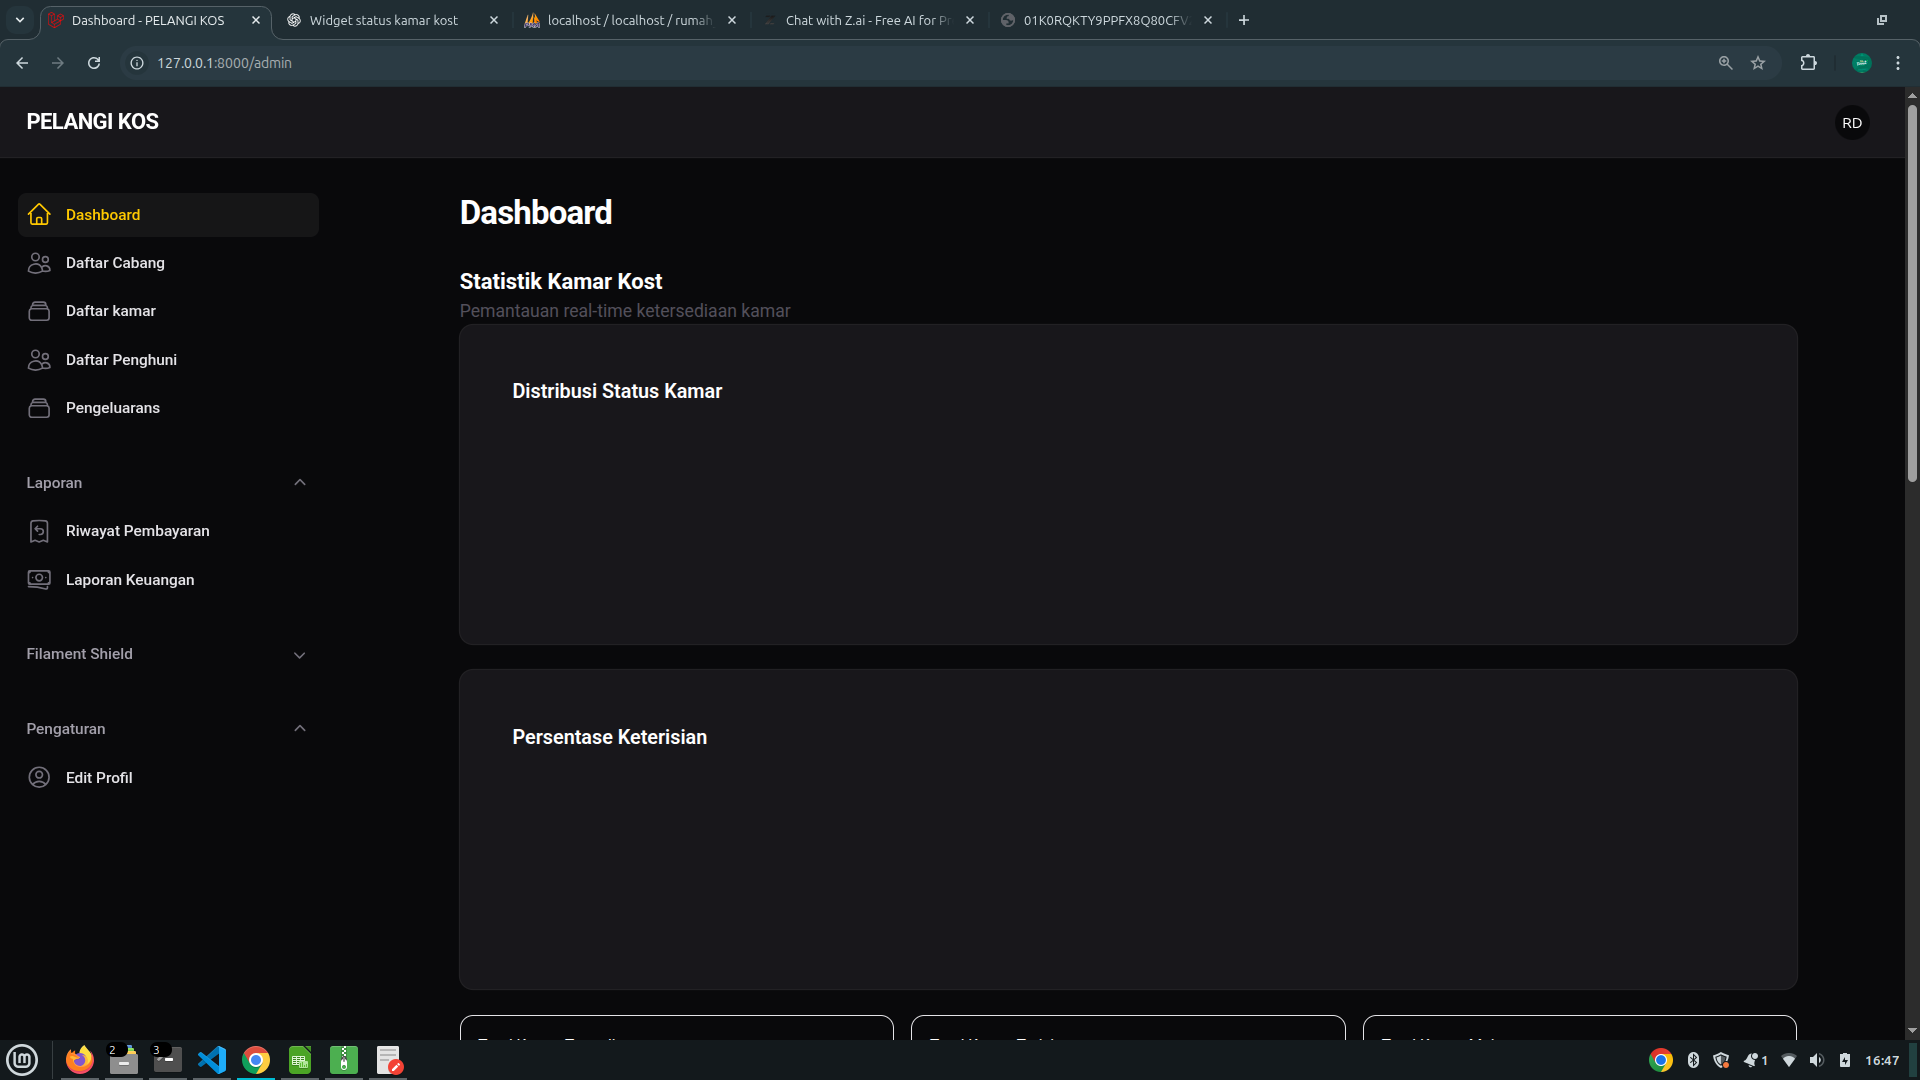 Dashboard - PELANGI KOS
Widget status kamar kost
localhost / localhost / rumah
Chat with Z.ai - Free AI for Pr
01K0RQKTY9PPFX8Q80CFV
127.0.0.1:8000/admin
PELANGI KOS
RD
Dashboard
Daftar Cabang
Daftar kamar
Daftar Penghuni
Pengeluarans
Laporan
Riwayat Pembayaran
Laporan Keuangan
Filament Shield
Pengaturan
Edit Profil
Dashboard
Statistik Kamar Kost
Pemantauan real-time ketersediaan kamar
Distribusi Status Kamar
Persentase Keterisian
2
3
1
16:47